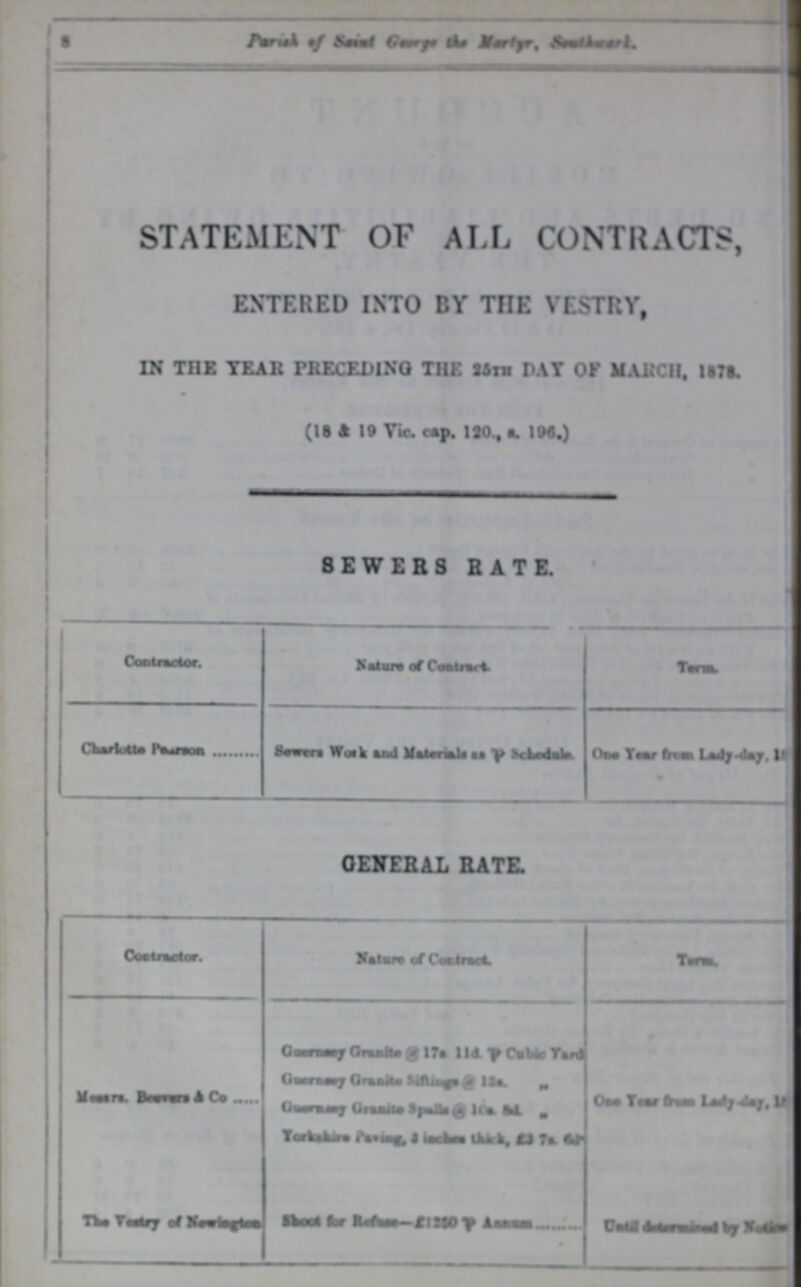 8 Parish of Saint George the Martyr, Southwark.
STATEMENT OF ALL CONTRACTS,
ENTERED INTO BY THE VESTRY,
IN THE YEAR PRECEDING THE 25TH DAY OF MARCH, 1878.
(18 & 19 Vic. cap. 120., s. 196.)
SEWERS RATE.
Contractor. Nature of Contract. Term.
Charlotte Pearson ......... Sewers Work and Materials as ⅌ Schedule. One Year from Lady-day, 18
GENERAL RATE.
Contractor. Nature of Contract. Term.
Guernsey Granite @ 17s. 11d. ⅌ Cubic Yard
Guernsey Granite Siftings @ 12s. „
Messrs. Beevers & Co ..... Guernsey Granite Spalls @ 10s. 8d. „ One Year from Lady-day, 18
Yorkshire Paving, 3 inches thick, £3 7s. 6d
The Vestry of Newington Shoot for Refuse—£1250 ⅌ Annum .......... Until determined by Notice